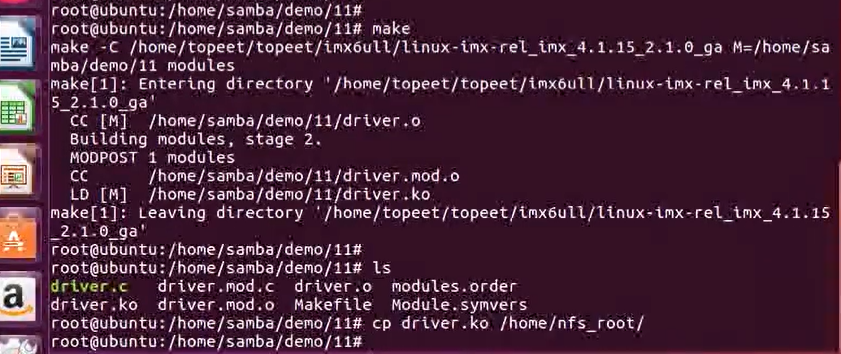 root@ubuntu:/home/samba/demo/11#
root@ubuntu:/home/samba/demo/11# make
make -C /home/topeet/topeet/imx6ull/linux-imx-rel_imx_4.1.15_2.1.0_ga M=/home/sa
mba/demo/11 modules
make[1]: Entering directory '/home/topeet/topeet/imx6ull/linux-imx-rel_imx_4.1.1
5_2.1.0_ga'
CC [M] /home/samba/demo/11/driver.o
Building modules, stage 2.
MODPOST 1 modules
CC /home/samba/demo/11/driver.mod.o
LD [M] /home/samba/demo/11/driver.ko
make[1]: Leaving directory '/home/topeet/topeet/imx6ull/linux-imx-rel_imx_4.1.15
_2.1.0_ga'
root@ubuntu:/home/samba/demo/11#
root@ubuntu:/home/samba/demo/11# ls
driver.c driver.mod.c driver.o modules.order
driver.ko driver.mod.o Makefile Module.symvers
root@ubuntu:/home/samba/demo/11# cp driver.ko /home/nfs_root/
root@ubuntu:/home/samba/demo/11#
a